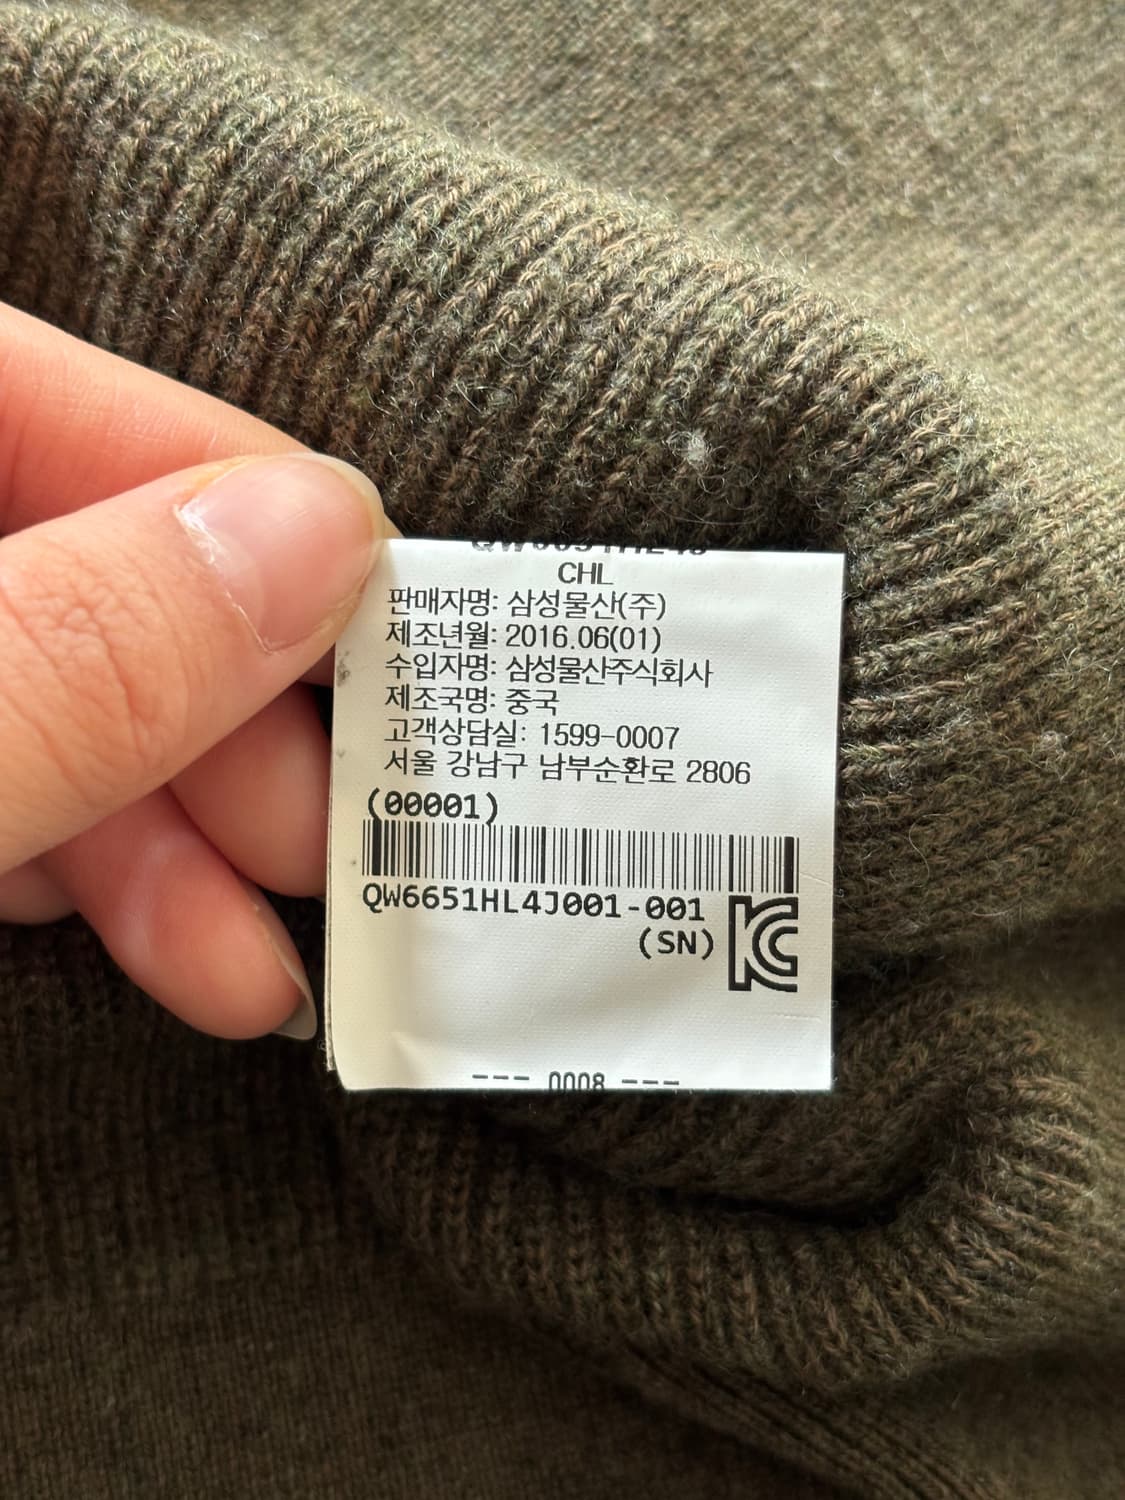 CHL
판매자명: 삼성물산(주)
제조년월: 2016.06(01)
수입자명: 삼성물산주식회사
제조국명: 중국
고객상담실: 1599-0007
서울 강남구 남부순환로 2806
(00001)
QW6651HL4J001-001
(SN)
--- 0008 ---